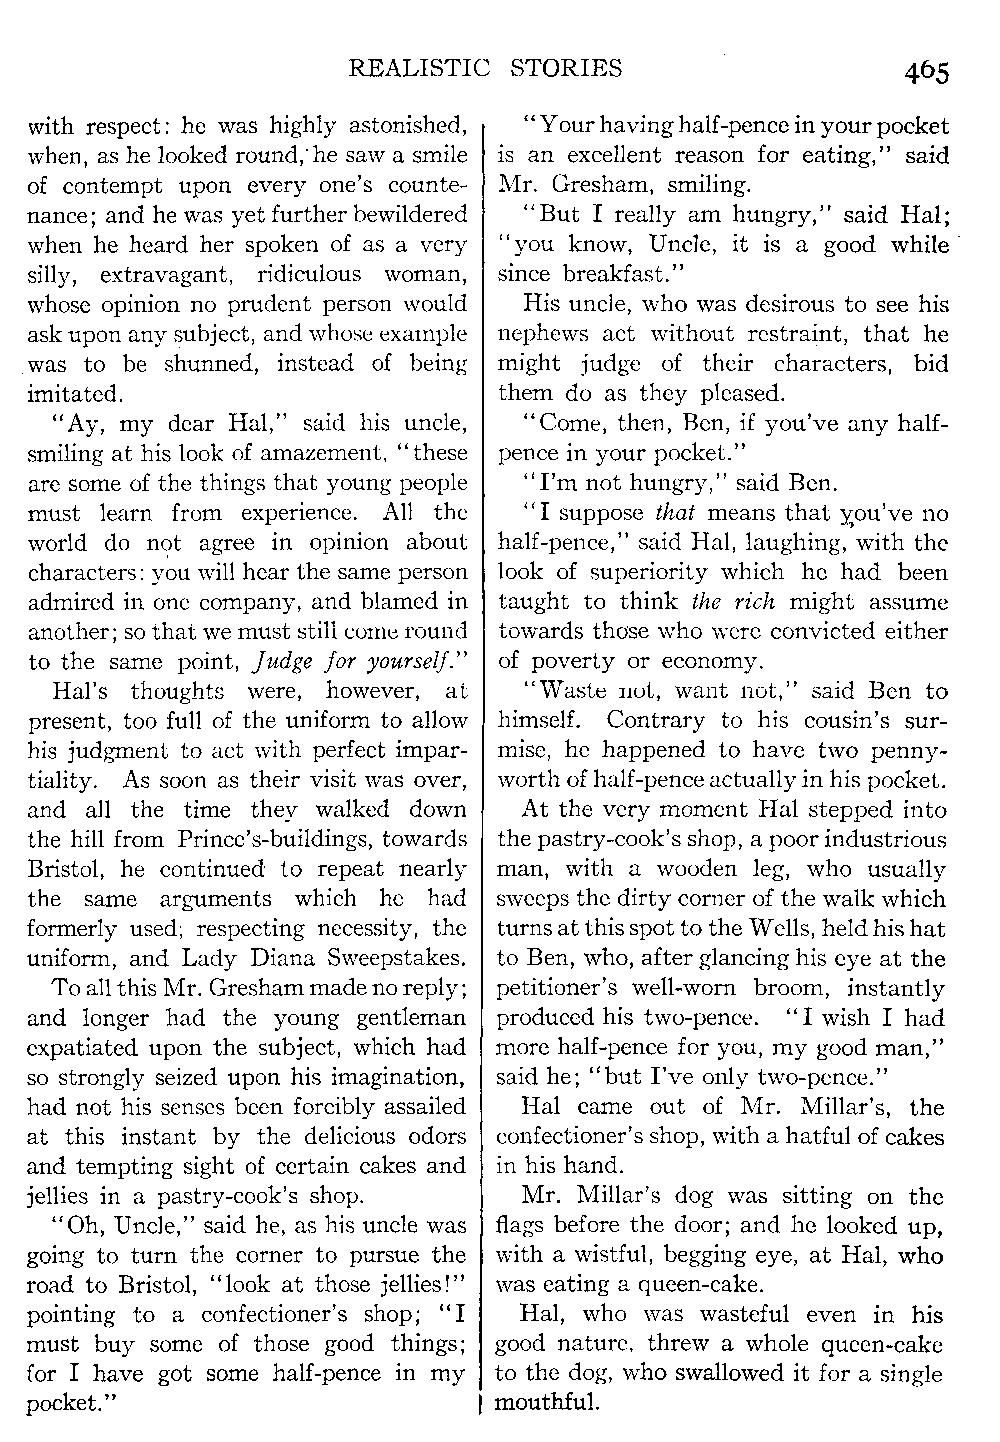 REALISTIC STORIES 465
with respect: he was highly astonished,
when, as he looked round, he saw a smile
of contempt upon every one's counte-
nance; and he was yet further bewildered
when he heard her spoken of as a very
silly, extravagant, ridiculous woman,
whose opinion no prudent person would
ask upon any subject, and whose example
was to be shunned, instead of being
imitated.
"Ay, my dear Hal," said his uncle,
smiling at his look of amazement, "these
are some of the things that young people
must learn from experience. All the
world do not agree in opinion about
characters: you will hear the same person
admired in one company, and blamed in
another; so that we must still come round
to the same point, Judge for yourself."
Hal's thoughts were, however, at
present, too full of the uniform to allow
his judgment to act with perfect impar-
tiality. As soon as their visit was over,
and all the time they walked down
the hill from Prince's-buildings, towards
Bristol, he continued to repeat nearly
the same arguments which he had
formerly used; respecting necessity, the
uniform, and Lady Diana Sweepstakes.
To all this Mr. Gresham made no reply;
and longer had the young gentleman
expatiated upon the subject, which had
so strongly seized upon his imagination,
had not his senses been forcibly assailed
at this instant by the delicious odors
and tempting sight of certain cakes and
jellies in a pastry-cook's shop.
"Oh, Uncle," said he, as his uncle was
going to turn the corner to pursue the
road to Bristol, "look at those jellies!"
pointing to a confectioner's shop; "I
must buy some of those good things;
for I have got some half-pence in my
pocket."
"Your having half-pence in your pocket
is an excellent reason for eating," said
Mr. Gresham, smiling.
"But I really am hungry," said Hal;
"you know, Uncle, it is a good while
since breakfast."
His uncle, who was desirous to see his
nephews act without restraint, that he
might judge of their characters, bid
them do as they pleased.
"Come, then, Ben, if you've any half-
pence in your pocket."
"I'm not hungry," said Ben.
"I suppose that means that you've no
half-pence," said Hal, laughing, with the
look of superiority which he had been
taught to think the rich might assume
towards those who were convicted either
of poverty or economy.
"Waste not, want not," said Ben to
himself. Contrary to his cousin's sur-
mise, he happened to have two penny-
worth of half-pence actually in his pocket.
At the very moment Hal stepped into
the pastry-cook's shop, a poor industrious
man, with a wooden leg, who usually
sweeps the dirty corner of the walk which
turns at this spot to the Wells, held his hat
to Ben, who, after glancing his eye at the
petitioner's well-worn broom, instantly
produced his two-pence. "I wish I had
more half-pence for you, my good man,"
said he; "but I've only two-pence."
Hal came out of Mr. Millar's, the
confectioner's shop, with a hatful of cakes
in his hand.
Mr. Millar's dog was sitting on the
flags before the door; and he looked up,
with a wistful, begging eye, at Hal, who
was eating a queen-cake.
Hal, who was wasteful even in his
good nature, threw a whole queen-cake
to the dog, who swallowed it for a single
mouthful.